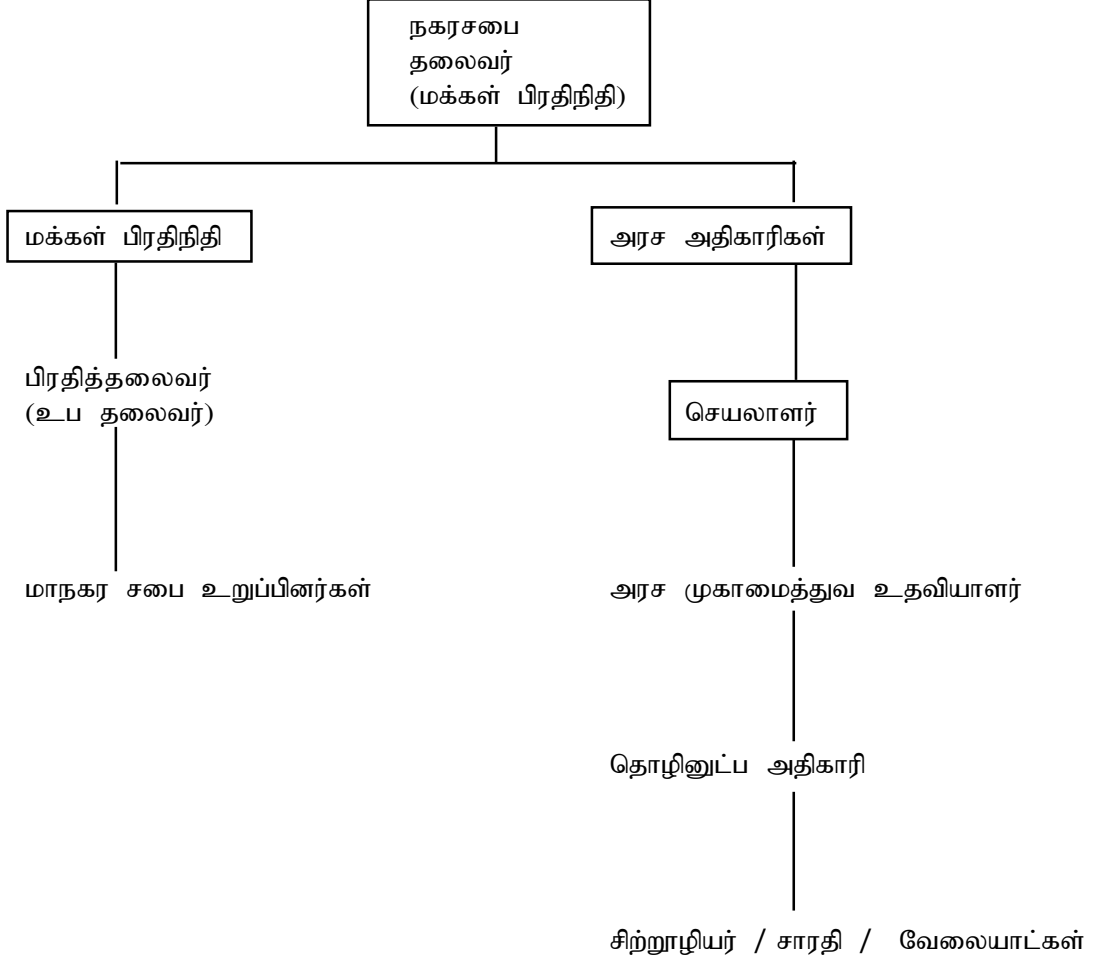 நகரசபை
தலைவர்
(மக்கள் பிரதிநிதி)
மக்கள் பிரதிநிதி
அரச அதிகாரிகள்
பிரதித்தலைவர்
(உப தலைவர்)
செயலாளர்
மாநகர சபை உறுப்பினர்கள்
அரச முகாமைத்துவ உதவியாளர்
தொழினுட்ப அதிகாரி
சிற்றூழியர் / சாரதி / வேலையாட்கள்